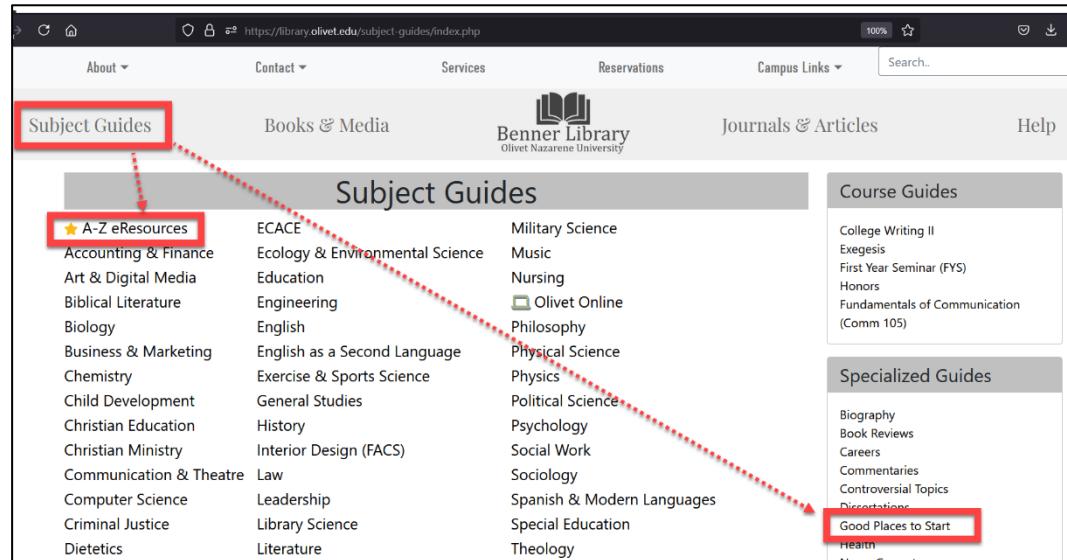 https://library.olivet.edu/subject-guides/index.php
100%
About
Contact
Services
Reservations
Campus Links
Search..
Subject Guides
Books & Media
Benner Library
Olivet Nazarene University
Journals & Articles
Help
Subject Guides
A-Z eResources
Accounting & Finance
Art & Digital Media
Biblical Literature
Biology
Business & Marketing
Chemistry
Child Development
Christian Education
Christian Ministry
Communication & Theatre
Computer Science
Criminal Justice
Dietetics
ECACE
Ecology & Environmental Science
Education
Engineering
English
English as a Second Language
Exercise & Sports Science
General Studies
History
Interior Design (FACS)
Law
Leadership
Library Science
Literature
Military Science
Music
Nursing
Olivet Online
Philosophy
Physical Science
Physics
Political Science
Psychology
Social Work
Sociology
Spanish & Modern Languages
Special Education
Theology
Course Guides
College Writing II
Exegesis
First Year Seminar (FYS)
Honors
Fundamentals of Communication
(Comm 105)
Specialized Guides
Biography
Book Reviews
Careers
Commentaries
Controversial Topics
Dissertations
Good Places to Start
Health